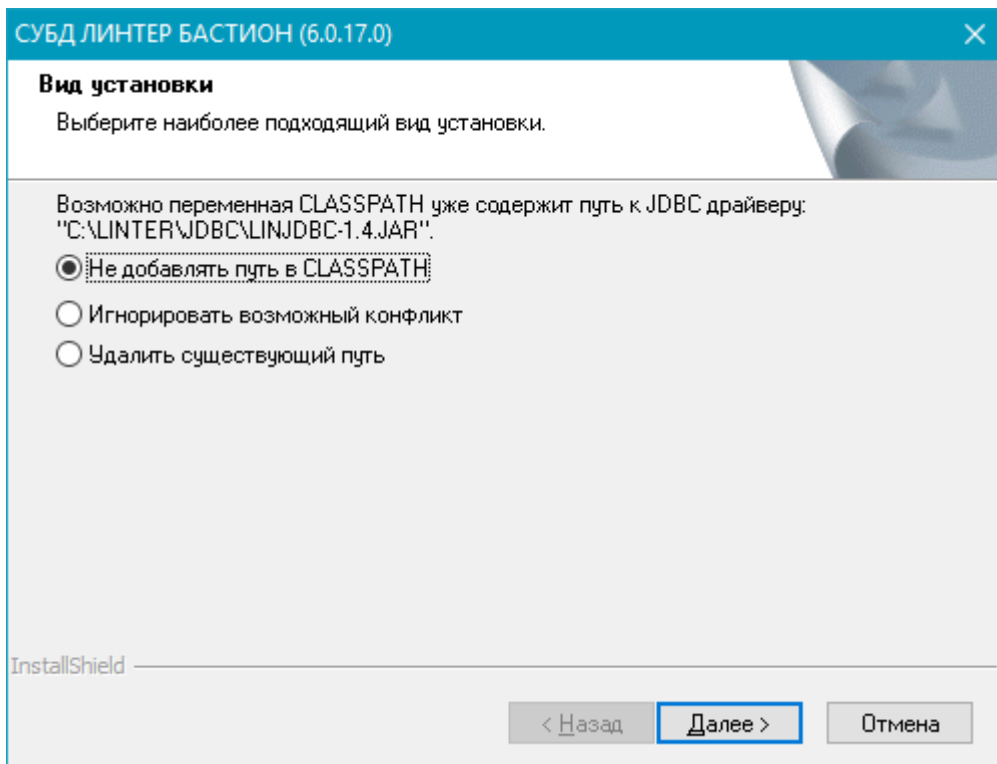 СУБД ЛИНТЕР БАСТИОН (6.0.17.0)
Вид установки
Выберите наиболее подходящий вид установки.
Возможно переменная CLASSPATH уже содержит путь к JDBC драйверу:
"C:\LINTER\JDBC\LINJDBC-1.4.JAR".
Не добавлять путь в CLASSPATH
Игнорировать возможный конфликт
Удалить существующий путь
InstallShield
< Назад Далее > Отмена